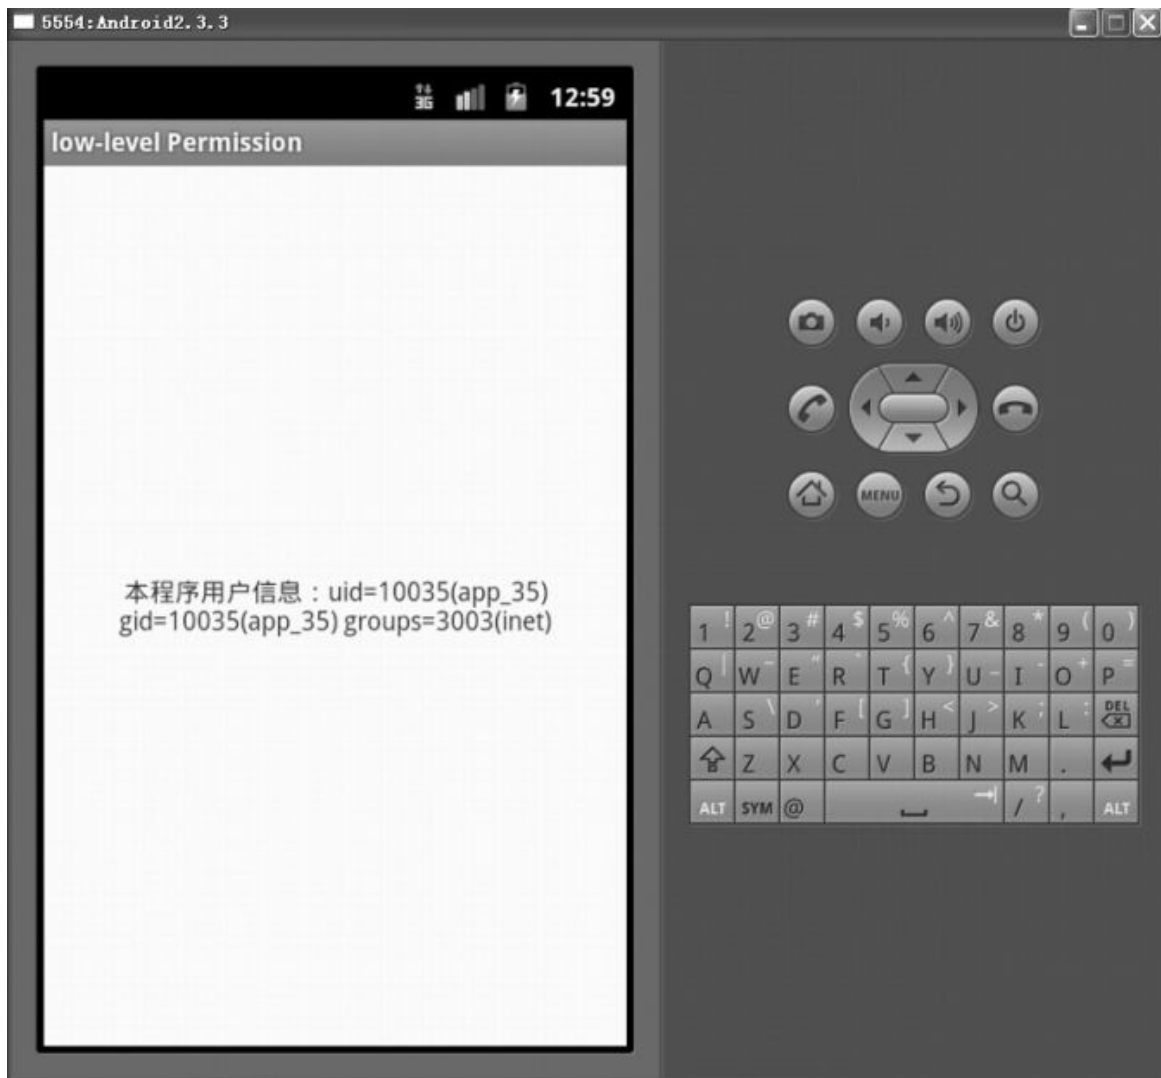 5554:Android2.3.3
3G 12:59
low-level Permission
本程序用户信息：uid=10035(app_35)
gid=10035(app_35) groups=3003(inet)
MENU
1 ! 2 @ 3 # 4 $ 5 % 6 ^ 7 & 8 * 9 ( 0 )
Q | W ~ E " R ` T { Y } U _ I - O + P =
A S \ D ' F [ G ] H < J > K ; L : DEL
Z X C V B N M .
ALT SYM @ / ? , ALT